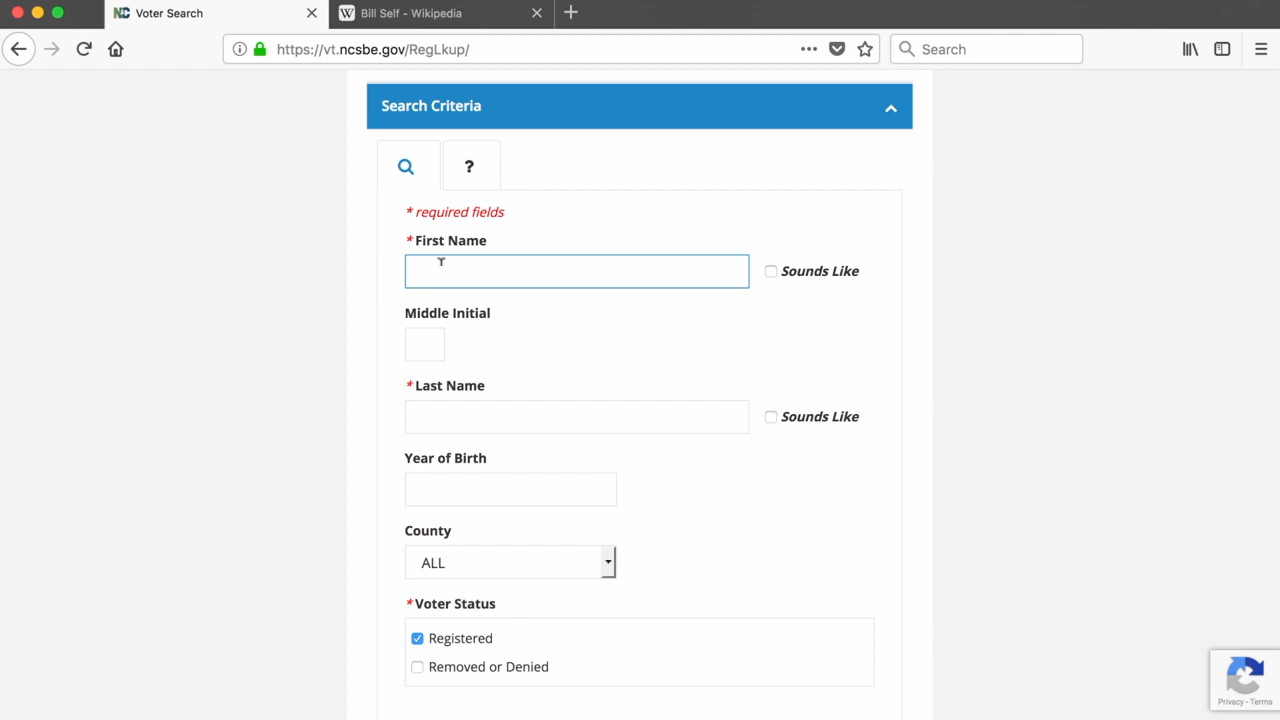 Voter Search
Bill Self - Wikipedia
https://vt.ncsbe.gov/RegLkup/
Search
Search Criteria
?
* required fields
* First Name
Sounds Like
Middle Initial
* Last Name
Sounds Like
Year of Birth
County
ALL
* Voter Status
Registered
Removed or Denied
Privacy - Terms